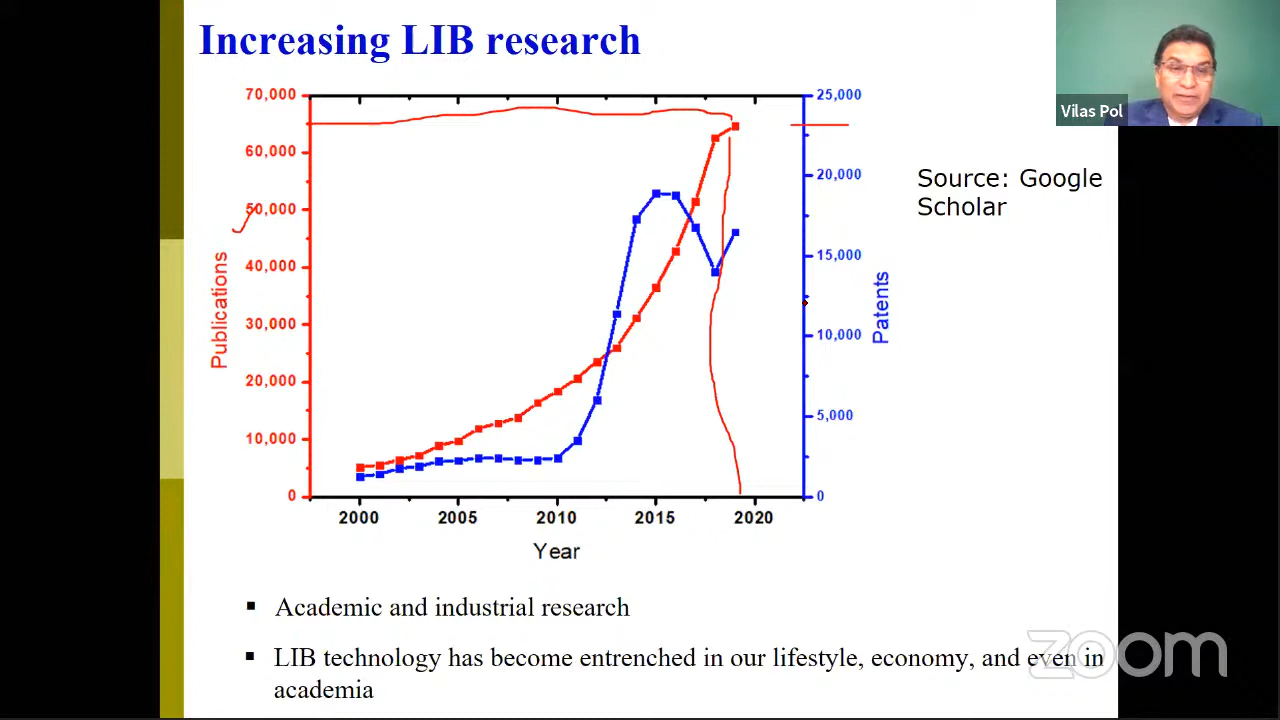 Increasing LIB research
Vilas Pol
70,000
60,000
50,000
40,000
30,000
20,000
10,000
0
Publications
25,000
20,000
15,000
10,000
5,000
0
Patents
2000 2005 2010 2015 2020
Year
Source: Google
Scholar
▪ Academic and industrial research
▪ LIB technology has become entrenched in our lifestyle, economy, and even in
academia
zoom